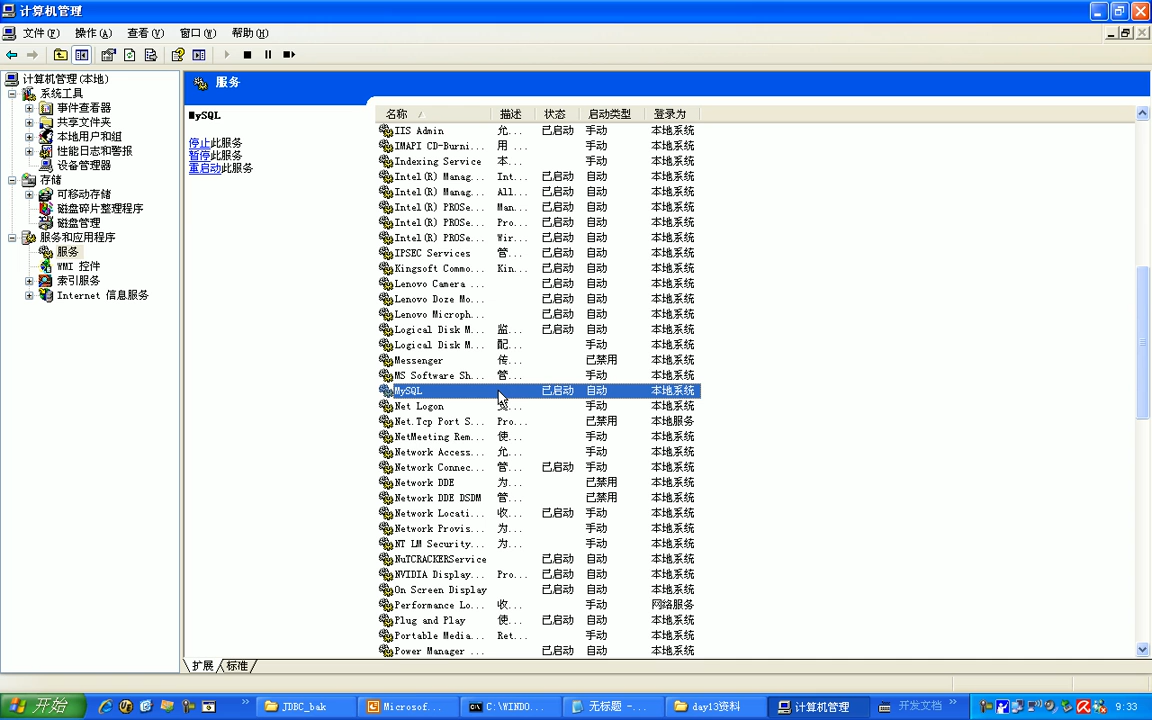 计算机管理
文件(F) 操作(A) 查看(V) 窗口(W) 帮助(H)
计算机管理(本地)
系统工具
事件查看器
共享文件夹
本地用户和组
性能日志和警报
设备管理器
存储
可移动存储
磁盘碎片整理程序
磁盘管理
服务和应用程序
服务
WMI 控件
索引服务
Internet 信息服务
服务
MySQL
停止此服务
暂停此服务
重启动此服务
名称 描述 状态 启动类型 登录为
IIS Admin 允... 已启动 手动 本地系统
IMAPI CD-Burni... 用 ... 手动 本地系统
Indexing Service 本... 手动 本地系统
Intel(R) Manag... Int... 已启动 自动 本地系统
Intel(R) Manag... All... 已启动 自动 本地系统
Intel(R) PROSe... Man... 已启动 自动 本地系统
Intel(R) PROSe... Pro... 已启动 自动 本地系统
Intel(R) PROSe... Wir... 已启动 自动 本地系统
IPSEC Services 管... 已启动 自动 本地系统
Kingsoft Commo... Kin... 已启动 自动 本地系统
Lenovo Camera ... 已启动 自动 本地系统
Lenovo Doze Mo... 已启动 自动 本地系统
Lenovo Microph... 已启动 自动 本地系统
Logical Disk M... 监... 已启动 自动 本地系统
Logical Disk M... 配... 手动 本地系统
Messenger 传... 已禁用 本地系统
MS Software Sh... 管... 手动 本地系统
MySQL 已启动 自动 本地系统
Net Logon 手动 本地系统
Net.Tcp Port S... Pro... 已禁用 本地服务
NetMeeting Rem... 使... 手动 本地系统
Network Access... 允... 手动 本地系统
Network Connec... 管... 已启动 手动 本地系统
Network DDE 为... 已禁用 本地系统
Network DDE DSDM 管... 已禁用 本地系统
Network Locati... 收... 已启动 手动 本地系统
Network Provis... 为... 手动 本地系统
NT LM Security... 为... 手动 本地系统
NuTCRACKERService 已启动 自动 本地系统
NVIDIA Display... Pro... 已启动 自动 本地系统
On Screen Display 已启动 自动 本地系统
Performance Lo... 收... 手动 网络服务
Plug and Play 使... 已启动 自动 本地系统
Portable Media... Ret... 手动 本地系统
Power Manager ... 已启动 自动 本地系统
扩展 标准
开始 JDBC_bak Microsof... C:\WINDO... 无标题 -... day13资料 计算机管理 开发文档 9:33